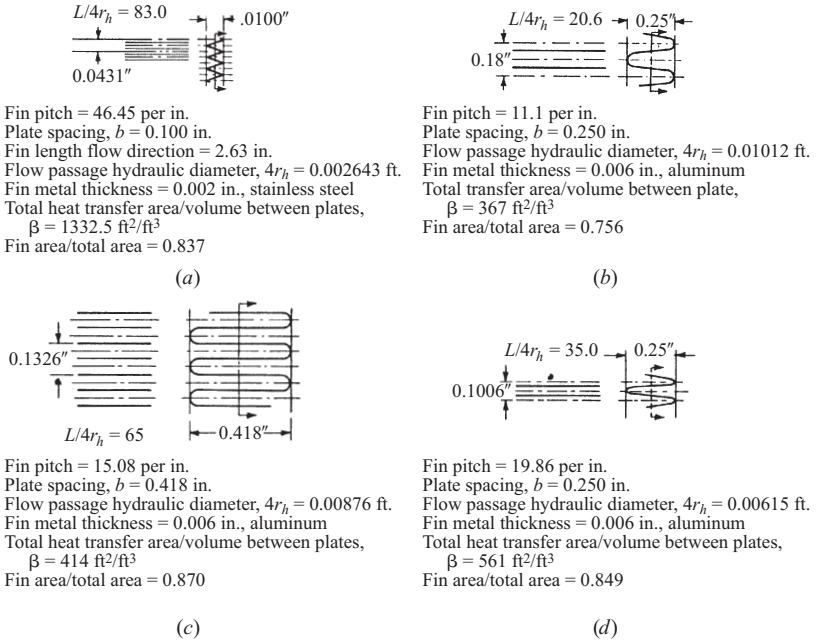 L/4r_h = 83.0
.0100″
0.0431″
Fin pitch = 46.45 per in.
Plate spacing, b = 0.100 in.
Fin length flow direction = 2.63 in.
Flow passage hydraulic diameter, 4r_h = 0.002643 ft.
Fin metal thickness = 0.002 in., stainless steel
Total heat transfer area/volume between plates,
β = 1332.5 ft²/ft³
Fin area/total area = 0.837
(a)
L/4r_h = 20.6
0.25″
0.18″
Fin pitch = 11.1 per in.
Plate spacing, b = 0.250 in.
Flow passage hydraulic diameter, 4r_h = 0.01012 ft.
Fin metal thickness = 0.006 in., aluminum
Total transfer area/volume between plate,
β = 367 ft²/ft³
Fin area/total area = 0.756
(b)
0.1326″
L/4r_h = 65
0.418″
Fin pitch = 15.08 per in.
Plate spacing, b = 0.418 in.
Flow passage hydraulic diameter, 4r_h = 0.00876 ft.
Fin metal thickness = 0.006 in., aluminum
Total heat transfer area/volume between plates,
β = 414 ft²/ft³
Fin area/total area = 0.870
(c)
L/4r_h = 35.0
0.25″
0.1006″
Fin pitch = 19.86 per in.
Plate spacing, b = 0.250 in.
Flow passage hydraulic diameter, 4r_h = 0.00615 ft.
Fin metal thickness = 0.006 in., aluminum
Total heat transfer area/volume between plates,
β = 561 ft²/ft³
Fin area/total area = 0.849
(d)